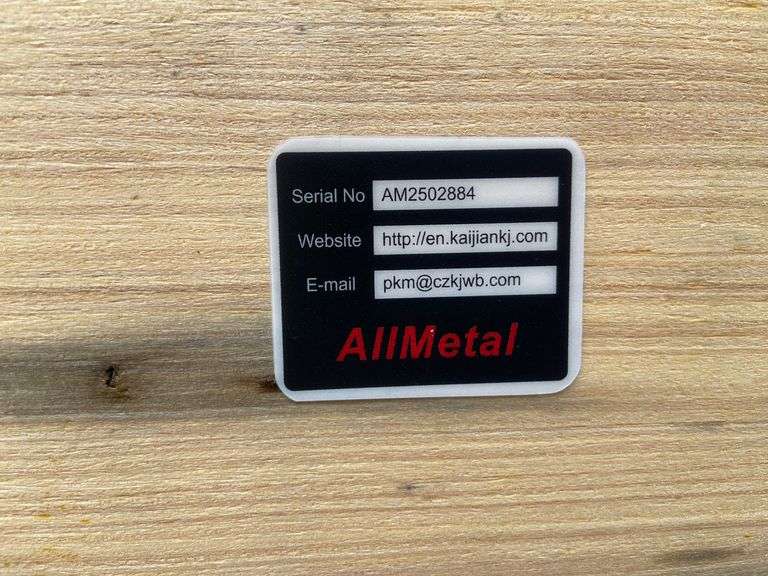 Serial No AM2502884
Website http://en.kaijiankj.com
E-mail pkm@czkjwb.com
AllMetal